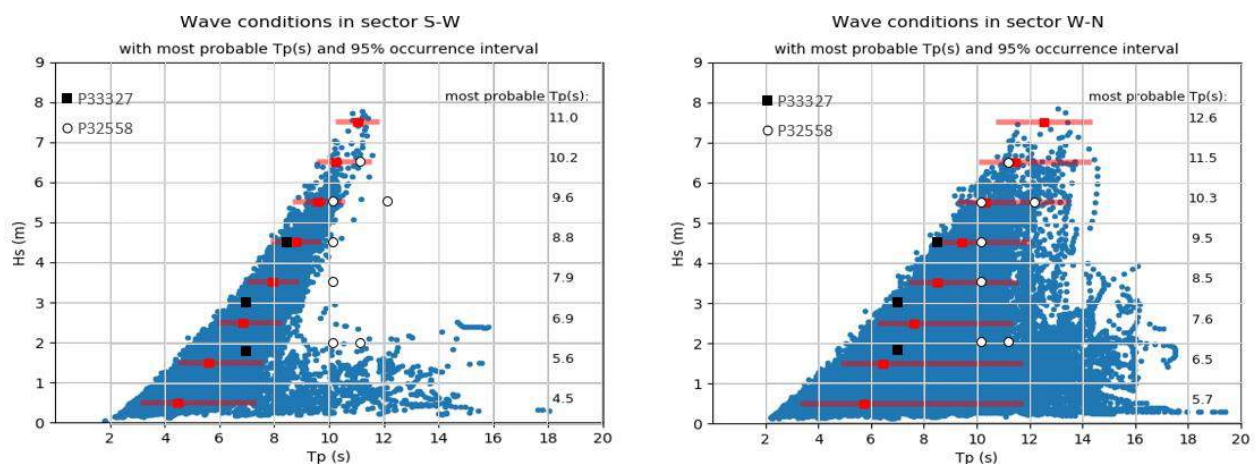 Wave conditions in sector S-W
with most probable Tp(s) and 95% occurrence interval
9
8
7
6
5
4
3
2
1
0
Hs (m)
P33327
P32558
most probable Tp(s):
11.0
10.2
9.6
8.8
7.9
6.9
5.6
4.5
2 4 6 8 10 12 14 16 18 20
Tp (s)
Wave conditions in sector W-N
with most probable Tp(s) and 95% occurrence interval
9
8
7
6
5
4
3
2
1
0
Hs (m)
P33327
P32558
most probable Tp(s):
12.6
11.5
10.3
9.5
8.5
7.6
6.5
5.7
2 4 6 8 10 12 14 16 18 20
Tp (s)